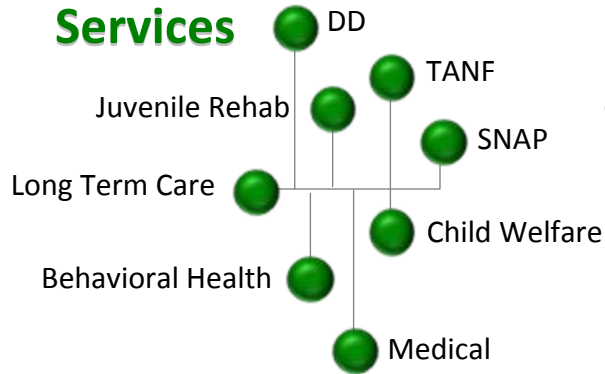 Services
DD
TANF
Juvenile Rehab
SNAP
Long Term Care
Child Welfare
Behavioral Health
Medical